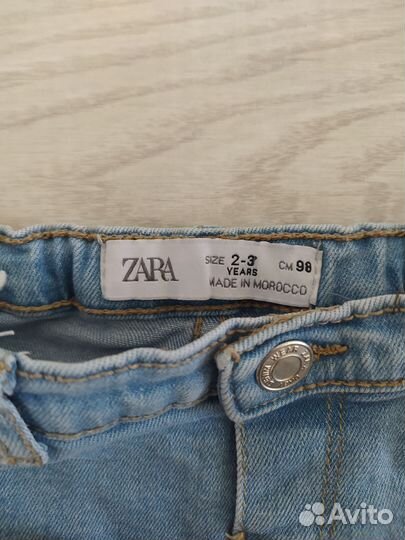 ZARA
SIZE 2-3 CM 98
YEARS
MADE IN MOROCCO
Avito